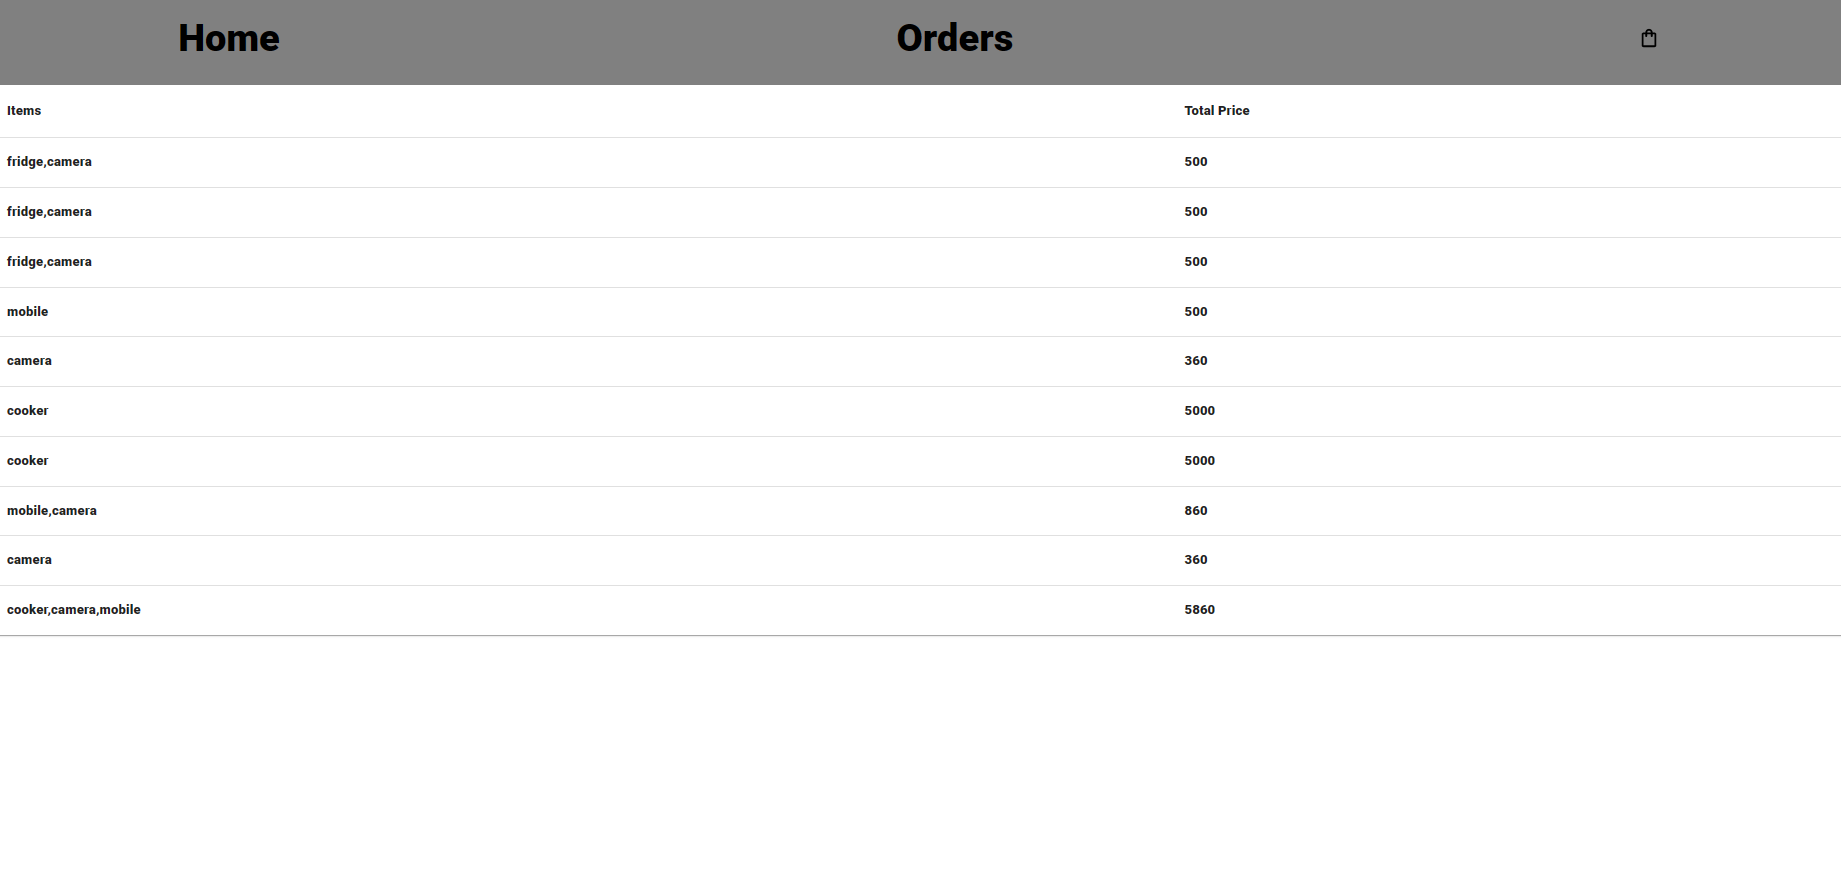 Home Orders
Items Total Price
fridge,camera 500
fridge,camera 500
fridge,camera 500
mobile 500
camera 360
cooker 5000
cooker 5000
mobile,camera 860
camera 360
cooker,camera,mobile 5860